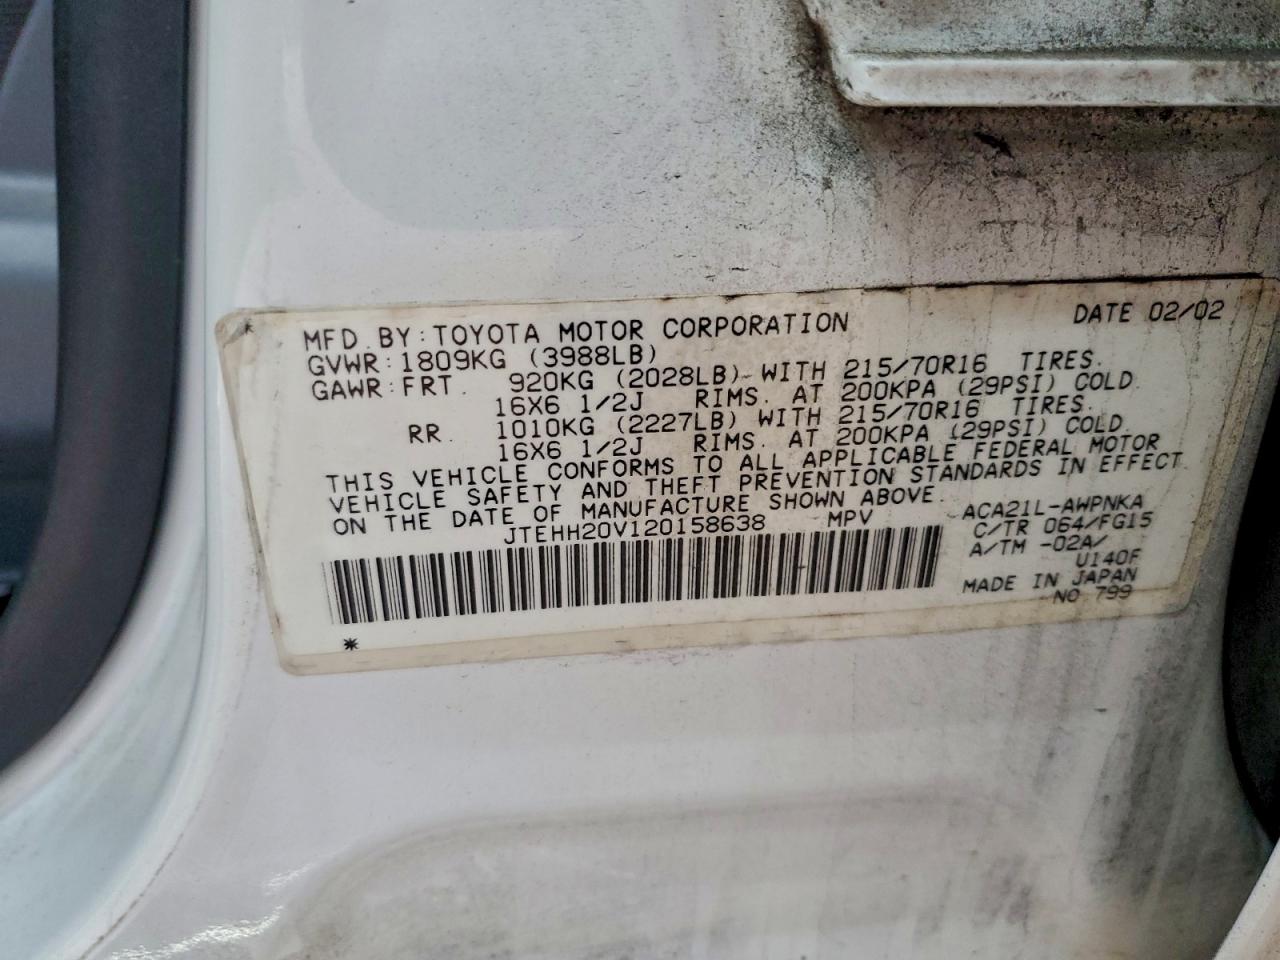 DATE 02/02
MFD. BY: TOYOTA MOTOR CORPORATION
GVWR: 1809KG (3988LB)
GAWR: FRT. 920KG (2028LB) WITH 215/70R16 TIRES.
16X6 1/2J RIMS. AT 200KPA (29PSI) COLD.
RR. 1010KG (2227LB) WITH 215/70R16 TIRES.
16X6 1/2J RIMS. AT 200KPA (29PSI) COLD.
THIS VEHICLE CONFORMS TO ALL APPLICABLE FEDERAL MOTOR
VEHICLE SAFETY AND THEFT PREVENTION STANDARDS IN EFFECT
ON THE DATE OF MANUFACTURE SHOWN ABOVE.
JTEHH20V120158638 MPV
ACA21L-AWPNKA
C/TR 064/FG15
A/TM -02A/
U140F
MADE IN JAPAN
NO 799
*